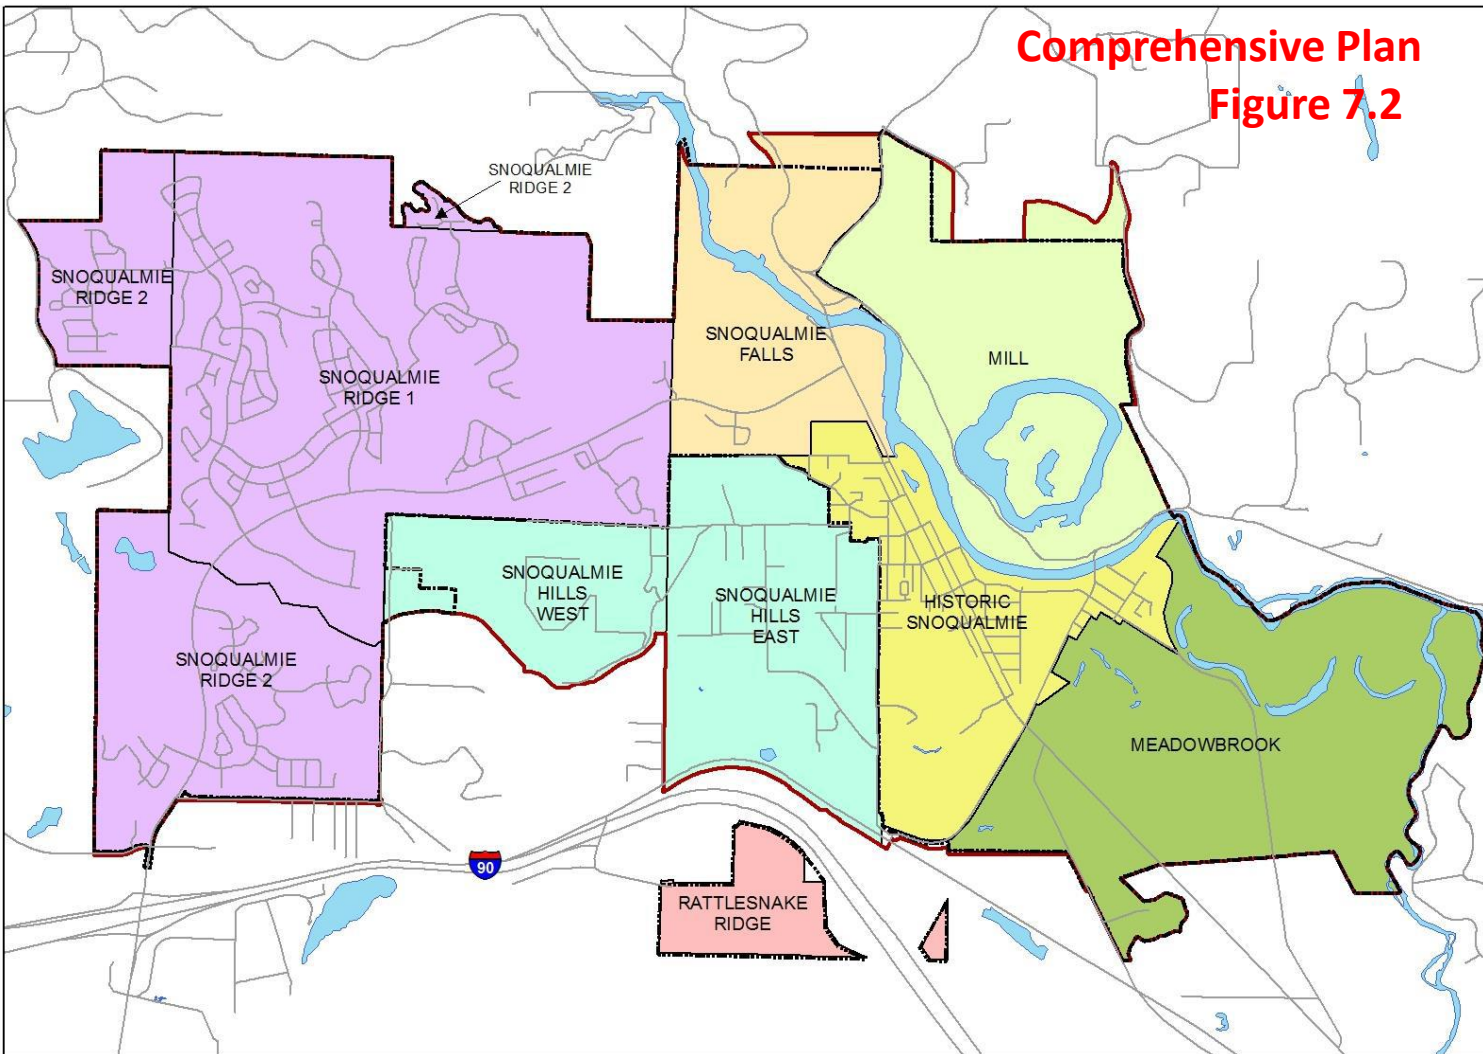 Comprehensive Plan
Figure 7.2
SNOQUALMIE
RIDGE 2
SNOQUALMIE
RIDGE 2
SNOQUALMIE
FALLS
MILL
SNOQUALMIE
RIDGE 1
SNOQUALMIE
HILLS
WEST
SNOQUALMIE
HILLS
EAST
HISTORIC
SNOQUALMIE
SNOQUALMIE
RIDGE 2
MEADOWBROOK
90
RATTLESNAKE
RIDGE